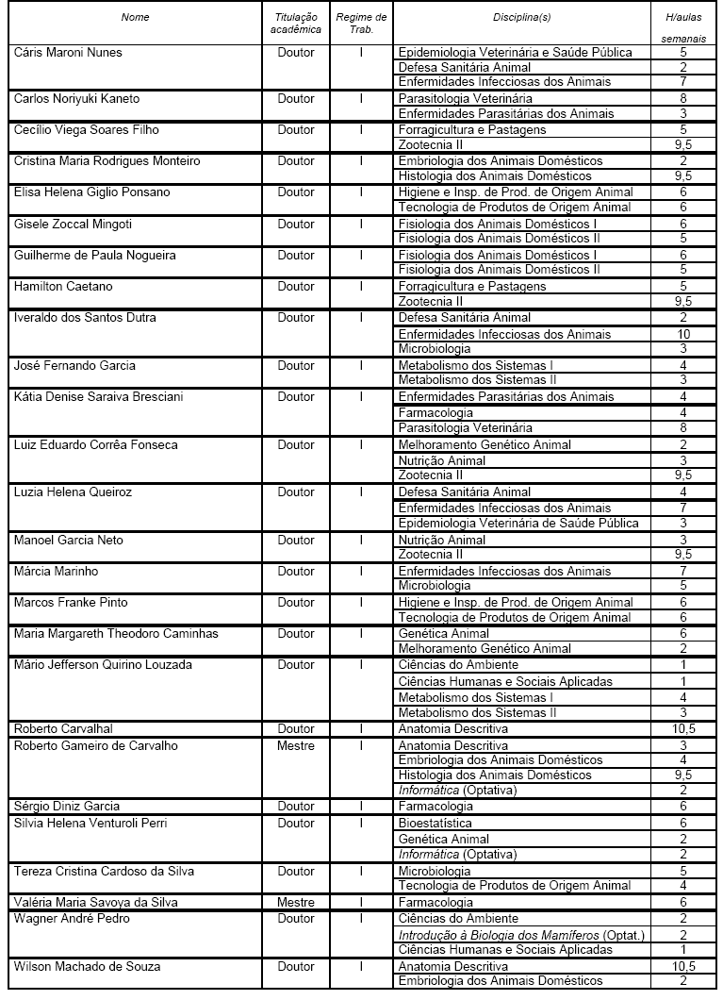 Nome Titulação acadêmica Regime de Trab. Disciplina(s) H/aulas semanais
Cáris Maroni Nunes Doutor I Epidemiologia Veterinária e Saúde Pública 5
Defesa Sanitária Animal 2
Enfermidades Infecciosas dos Animais 7
Carlos Noriyuki Kaneto Doutor I Parasitologia Veterinária 8
Enfermidades Parasitárias dos Animais 3
Cecílio Viega Soares Filho Doutor I Forragicultura e Pastagens 5
Zootecnia II 9,5
Cristina Maria Rodrigues Monteiro Doutor I Embriologia dos Animais Domésticos 2
Histologia dos Animais Domésticos 9,5
Elisa Helena Giglio Ponsano Doutor I Higiene e Insp. de Prod. de Origem Animal 6
Tecnologia de Produtos de Origem Animal 6
Gisele Zoccal Mingoti Doutor I Fisiologia dos Animais Domésticos I 6
Fisiologia dos Animais Domésticos II 5
Guilherme de Paula Nogueira Doutor I Fisiologia dos Animais Domésticos I 6
Fisiologia dos Animais Domésticos II 5
Hamilton Caetano Doutor I Forragicultura e Pastagens 5
Zootecnia II 9,5
Iveraldo dos Santos Dutra Doutor I Defesa Sanitária Animal 2
Enfermidades Infecciosas dos Animais 10
Microbiologia 3
José Fernando Garcia Doutor I Metabolismo dos Sistemas I 4
Metabolismo dos Sistemas II 3
Kátia Denise Saraiva Bresciani Doutor I Enfermidades Parasitárias dos Animais 4
Farmacologia 4
Parasitologia Veterinária 8
Luiz Eduardo Corrêa Fonseca Doutor I Melhoramento Genético Animal 2
Nutrição Animal 3
Zootecnia II 9,5
Luzia Helena Queiroz Doutor I Defesa Sanitária Animal 4
Enfermidades Infecciosas dos Animais 7
Epidemiologia Veterinária de Saúde Pública 3
Manoel Garcia Neto Doutor I Nutrição Animal 3
Zootecnia II 9,5
Márcia Marinho Doutor I Enfermidades Infecciosas dos Animais 7
Microbiologia 5
Marcos Franke Pinto Doutor I Higiene e Insp. de Prod. de Origem Animal 6
Tecnologia de Produtos de Origem Animal 6
Maria Margareth Theodoro Caminhas Doutor I Genética Animal 6
Melhoramento Genético Animal 2
Mário Jefferson Quirino Louzada Doutor I Ciências do Ambiente 1
Ciências Humanas e Sociais Aplicadas 1
Metabolismo dos Sistemas I 4
Metabolismo dos Sistemas II 3
Roberto Carvalhal Doutor I Anatomia Descritiva 10,5
Roberto Gameiro de Carvalho Mestre I Anatomia Descritiva 3
Embriologia dos Animais Domésticos 4
Histologia dos Animais Domésticos 9,5
Informática (Optativa) 2
Sérgio Diniz Garcia Doutor I Farmacologia 6
Silvia Helena Venturoli Perri Doutor I Bioestatística 6
Genética Animal 2
Informática (Optativa) 2
Tereza Cristina Cardoso da Silva Doutor I Microbiologia 5
Tecnologia de Produtos de Origem Animal 4
Valéria Maria Savoya da Silva Mestre I Farmacologia 6
Wagner André Pedro Doutor I Ciências do Ambiente 2
Introdução à Biologia dos Mamíferos (Optat.) 2
Ciências Humanas e Sociais Aplicadas 1
Wilson Machado de Souza Doutor I Anatomia Descritiva 10,5
Embriologia dos Animais Domésticos 2